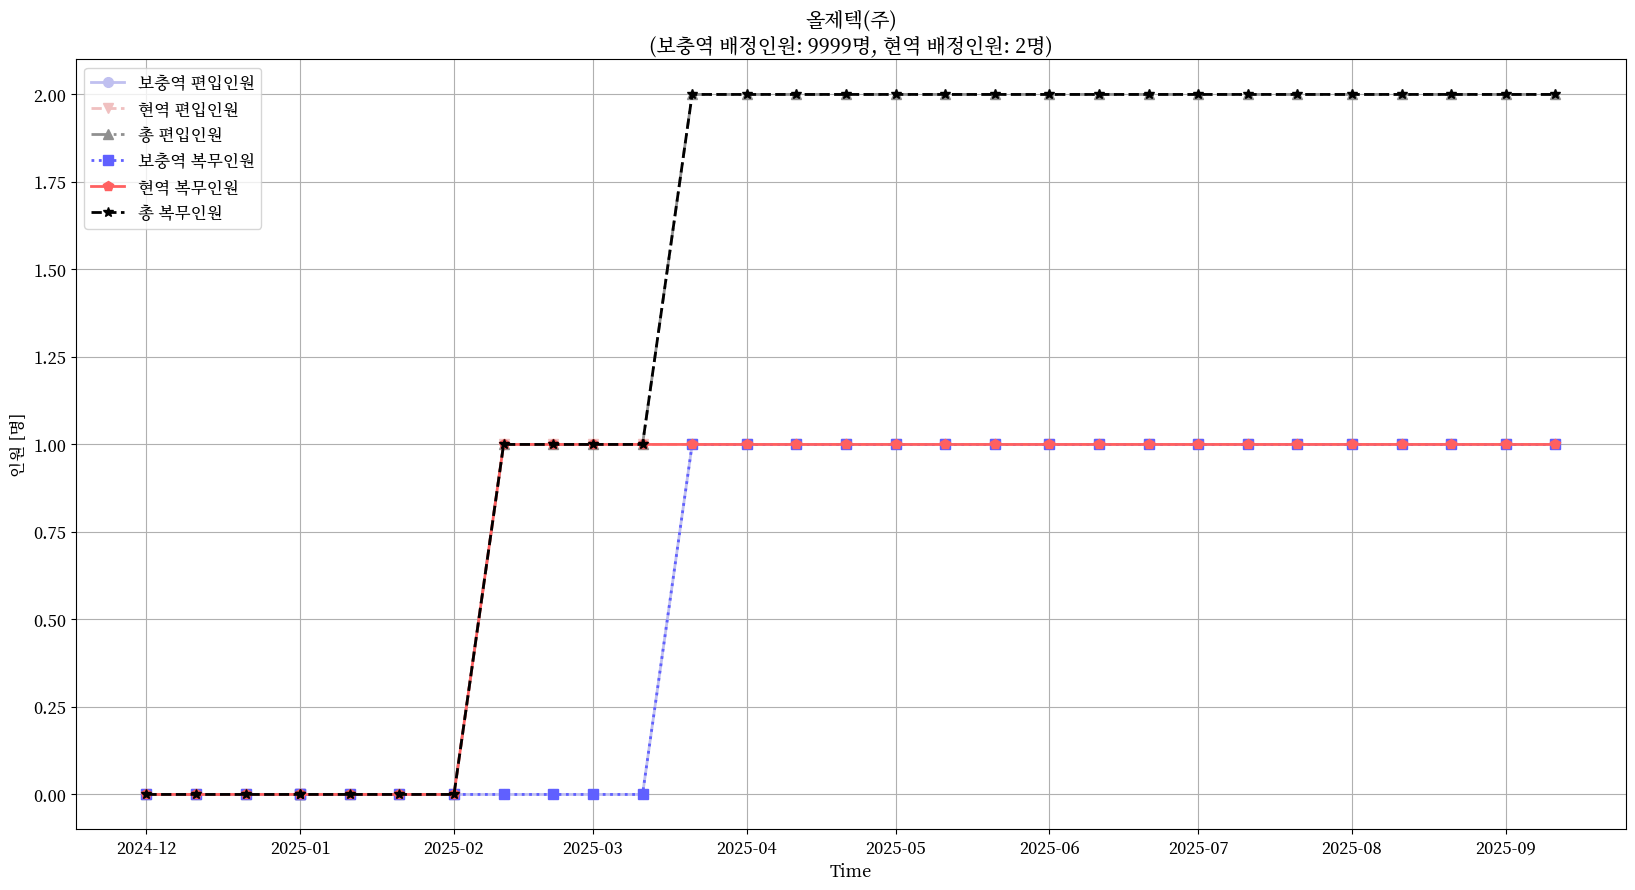 올제텍(주)
(보충역 배정인원: 9999명, 현역 배정인원: 2명)
보충역 편입인원
현역 편입인원
총 편입인원
보충역 복무인원
현역 복무인원
총 복무인원
2.00
1.75
1.50
1.25
1.00
0.75
0.50
0.25
0.00
인원 [명]
2024-12 2025-01 2025-02 2025-03 2025-04 2025-05 2025-06 2025-07 2025-08 2025-09
Time